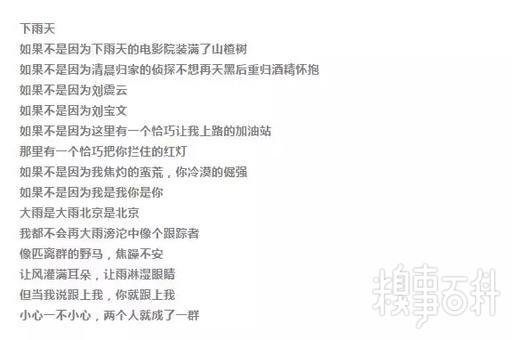 下雨天
如果不是因为下雨天的电影院装满了山楂树
如果不是因为清晨归家的侦探不想再天黑后重归酒精怀抱
如果不是因为刘震云
如果不是因为刘宝文
如果不是因为这里有一个恰巧让我上路的加油站
那里有一个恰巧把你拦住的红灯
如果不是因为我焦灼的蛮荒，你冷漠的倔强
如果不是因为我是我你是你
大雨是大雨北京是北京
我都不会再大雨滂沱中像个跟踪者
像匹离群的野马，焦躁不安
让风灌满耳朵，让雨淋湿眼睛
但当我说跟上我，你就跟上我
小心一不小心，两个人就成了一群
糗事百科